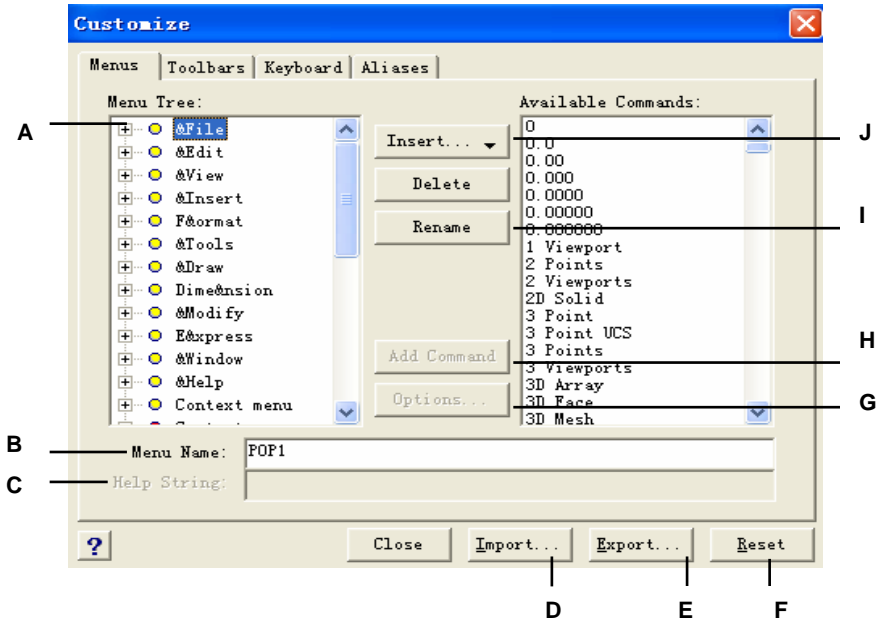 Customize
Menus Toolbars Keyboard Aliases
Menu Tree:
Available Commands:
A
&File
&Edit
&View
&Insert
F&ormat
&Tools
&Draw
Dime&nsion
&Modify
E&xpress
&Window
&Help
Context menu
Insert...
Delete
Rename
Add Command
Options...
0
0.0
0.00
0.000
0.0000
0.00000
0.000000
1 Viewport
2 Points
2 Viewports
2D Solid
3 Point
3 Point UCS
3 Points
3 Viewports
3D Array
3D Face
3D Mesh
J
I
H
G
B
Menu Name: POP1
C
Help String:
? Close Import... Export... Reset
D E F